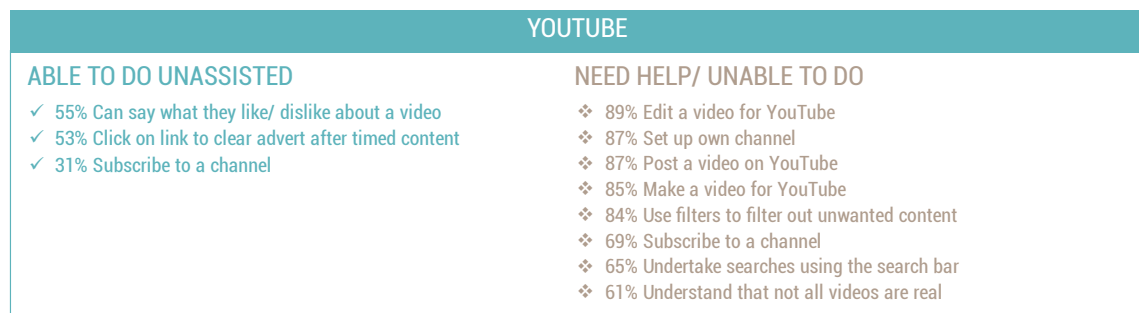 YOUTUBE
ABLE TO DO UNASSISTED
✓ 55% Can say what they like/ dislike about a video
✓ 53% Click on link to clear advert after timed content
✓ 31% Subscribe to a channel
NEED HELP/ UNABLE TO DO
❖ 89% Edit a video for YouTube
❖ 87% Set up own channel
❖ 87% Post a video on YouTube
❖ 85% Make a video for YouTube
❖ 84% Use filters to filter out unwanted content
❖ 69% Subscribe to a channel
❖ 65% Undertake searches using the search bar
❖ 61% Understand that not all videos are real